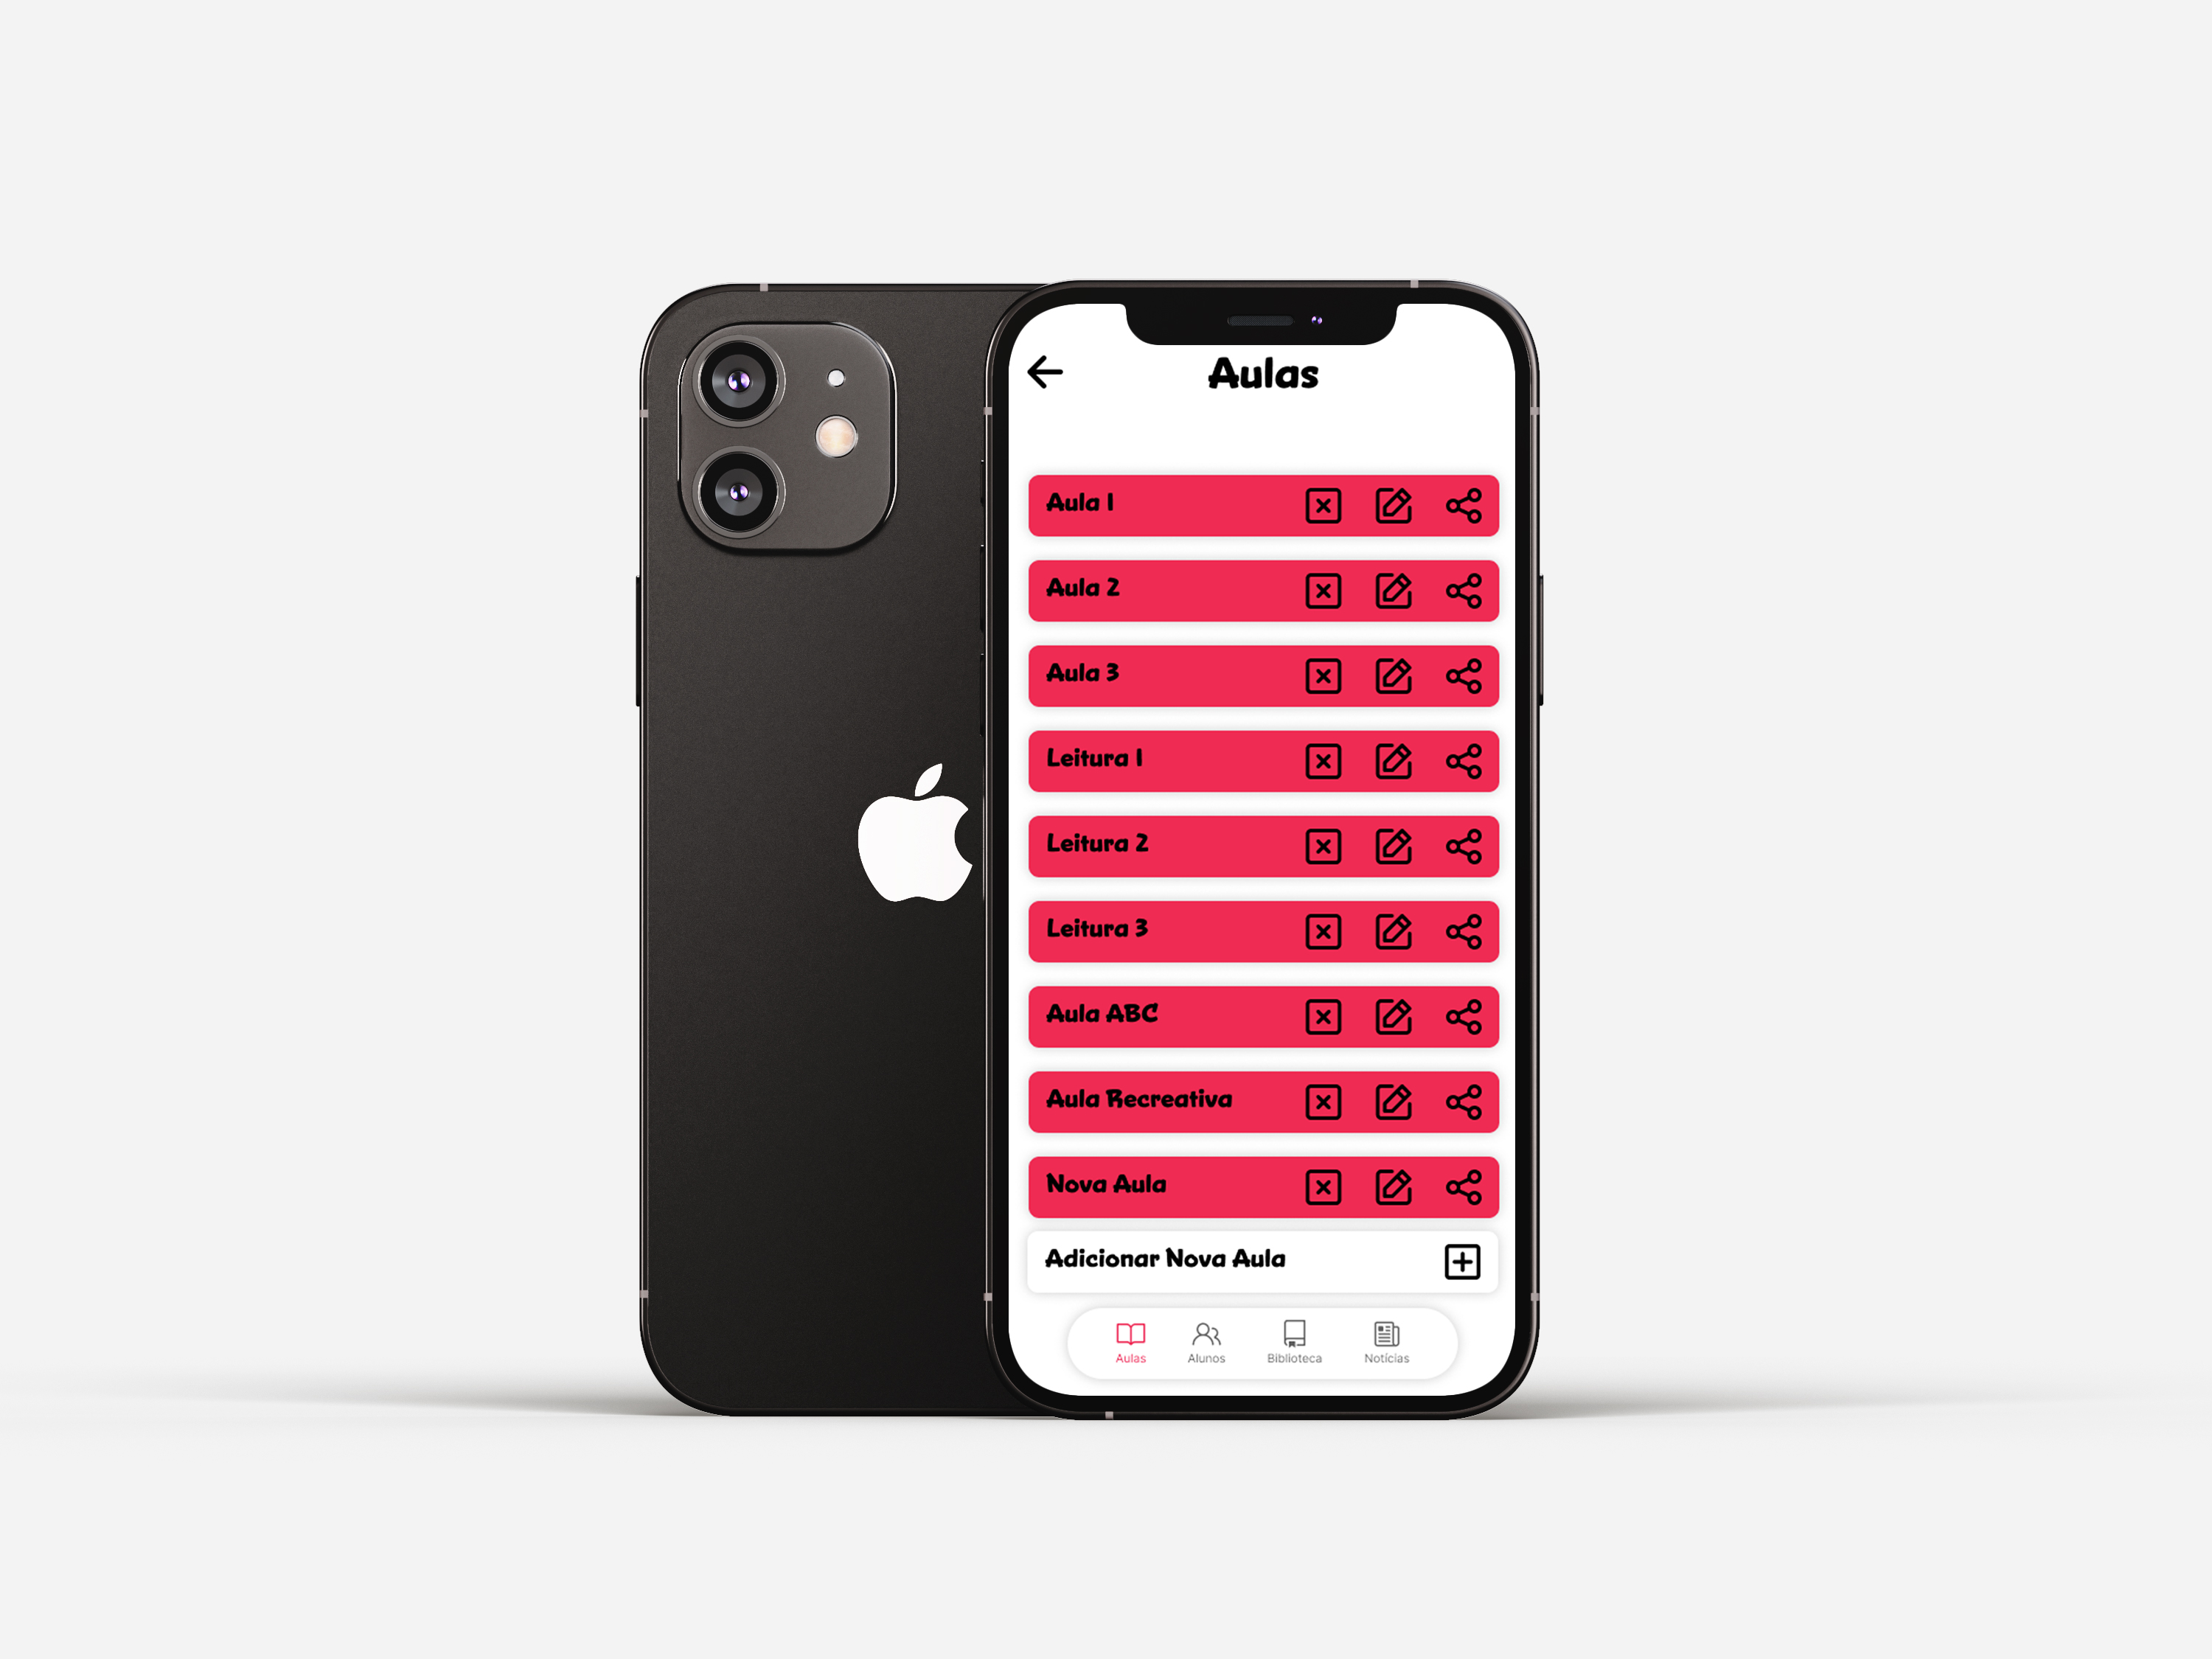 Aulas
Aula 1
Aula 2
Aula 3
Leitura 1
Leitura 2
Leitura 3
Aula ABC
Aula Recreativa
Nova Aula
Adicionar Nova Aula
Aulas Alunos Biblioteca Notícias